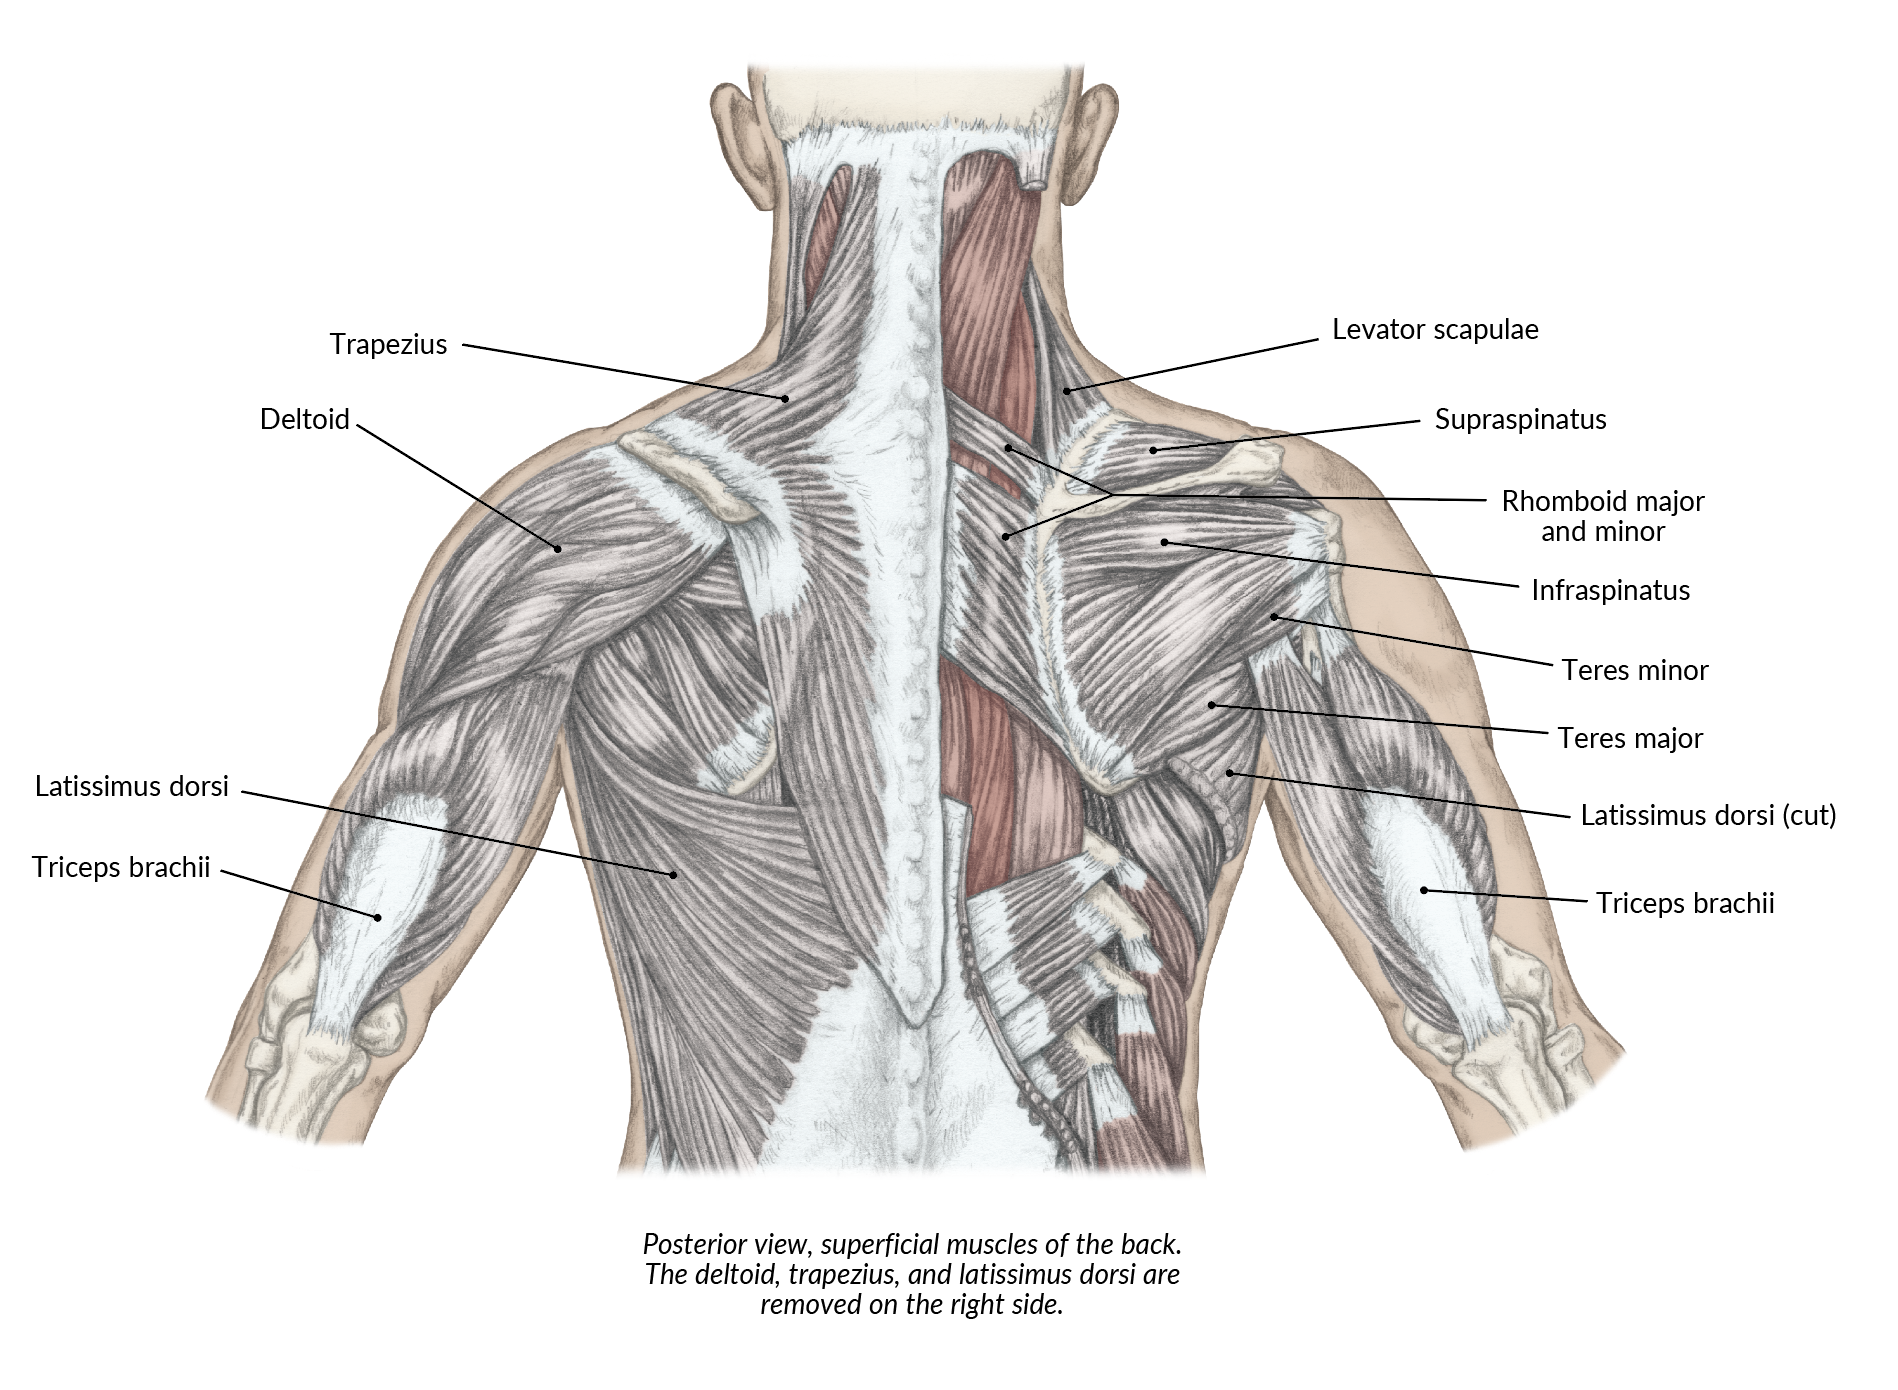 Trapezius
Deltoid
Latissimus dorsi
Triceps brachii
Levator scapulae
Supraspinatus
Rhomboid major
and minor
Infraspinatus
Teres minor
Teres major
Latissimus dorsi (cut)
Triceps brachii
Posterior view, superficial muscles of the back.
The deltoid, trapezius, and latissimus dorsi are
removed on the right side.